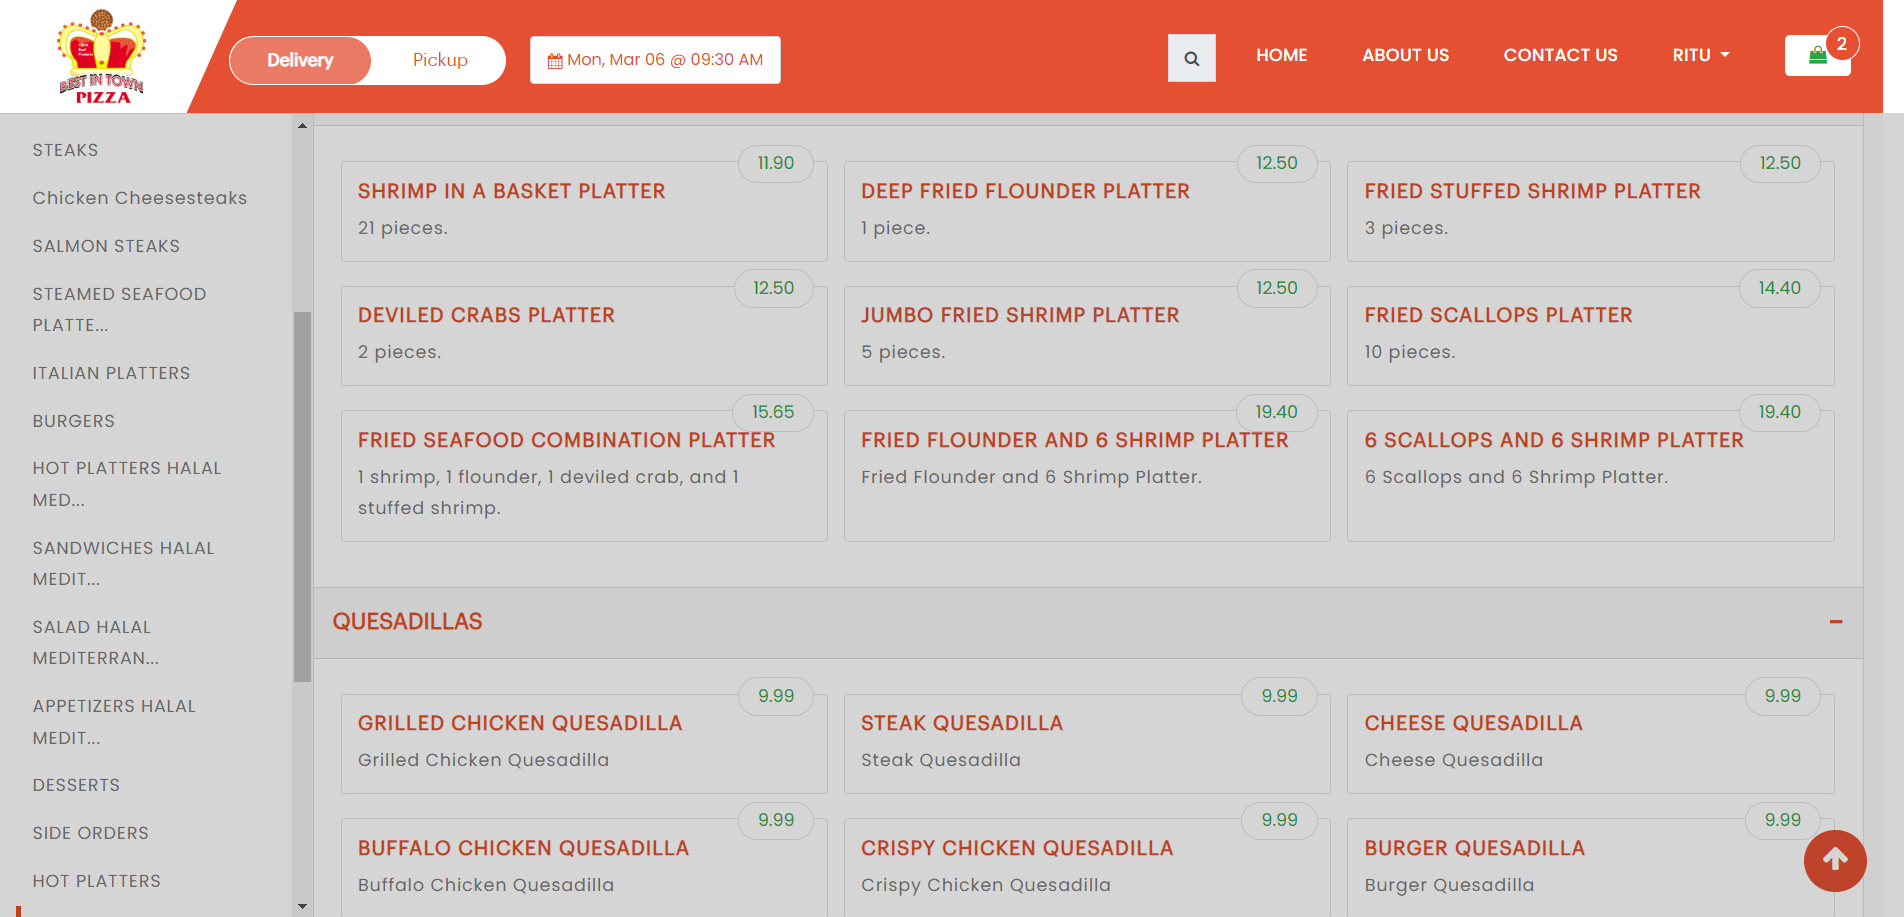 BEST IN TOWN
PIZZA
Delivery
Pickup
Mon, Mar 06 @ 09:30 AM
HOME
ABOUT US
CONTACT US
RITU
2
STEAKS
Chicken Cheesesteaks
SALMON STEAKS
STEAMED SEAFOOD
PLATTE...
ITALIAN PLATTERS
BURGERS
HOT PLATTERS HALAL
MED...
SANDWICHES HALAL
MEDIT...
SALAD HALAL
MEDITERRAN...
APPETIZERS HALAL
MEDIT...
DESSERTS
SIDE ORDERS
HOT PLATTERS
11.90
SHRIMP IN A BASKET PLATTER
21 pieces.
12.50
DEEP FRIED FLOUNDER PLATTER
1 piece.
12.50
FRIED STUFFED SHRIMP PLATTER
3 pieces.
12.50
DEVILED CRABS PLATTER
2 pieces.
12.50
JUMBO FRIED SHRIMP PLATTER
5 pieces.
14.40
FRIED SCALLOPS PLATTER
10 pieces.
15.65
FRIED SEAFOOD COMBINATION PLATTER
1 shrimp, 1 flounder, 1 deviled crab, and 1
stuffed shrimp.
19.40
FRIED FLOUNDER AND 6 SHRIMP PLATTER
Fried Flounder and 6 Shrimp Platter.
19.40
6 SCALLOPS AND 6 SHRIMP PLATTER
6 Scallops and 6 Shrimp Platter.
QUESADILLAS
9.99
GRILLED CHICKEN QUESADILLA
Grilled Chicken Quesadilla
9.99
STEAK QUESADILLA
Steak Quesadilla
9.99
CHEESE QUESADILLA
Cheese Quesadilla
9.99
BUFFALO CHICKEN QUESADILLA
Buffalo Chicken Quesadilla
9.99
CRISPY CHICKEN QUESADILLA
Crispy Chicken Quesadilla
9.99
BURGER QUESADILLA
Burger Quesadilla